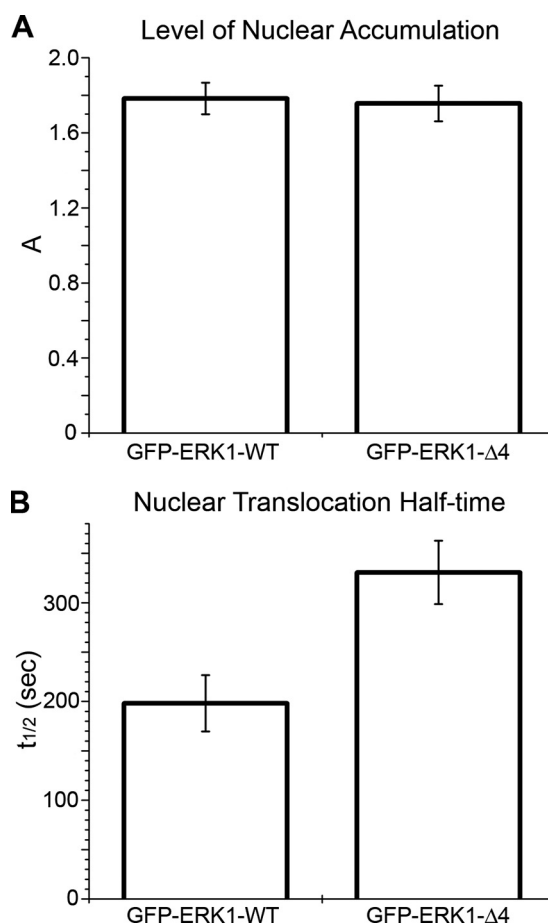 A Level of Nuclear Accumulation
2.0
1.6
1.2
0.8
0.4
0
A
GFP-ERK1-WT GFP-ERK1-Δ4
B Nuclear Translocation Half-time
300
200
100
0
t1/2 (sec)
GFP-ERK1-WT GFP-ERK1-Δ4